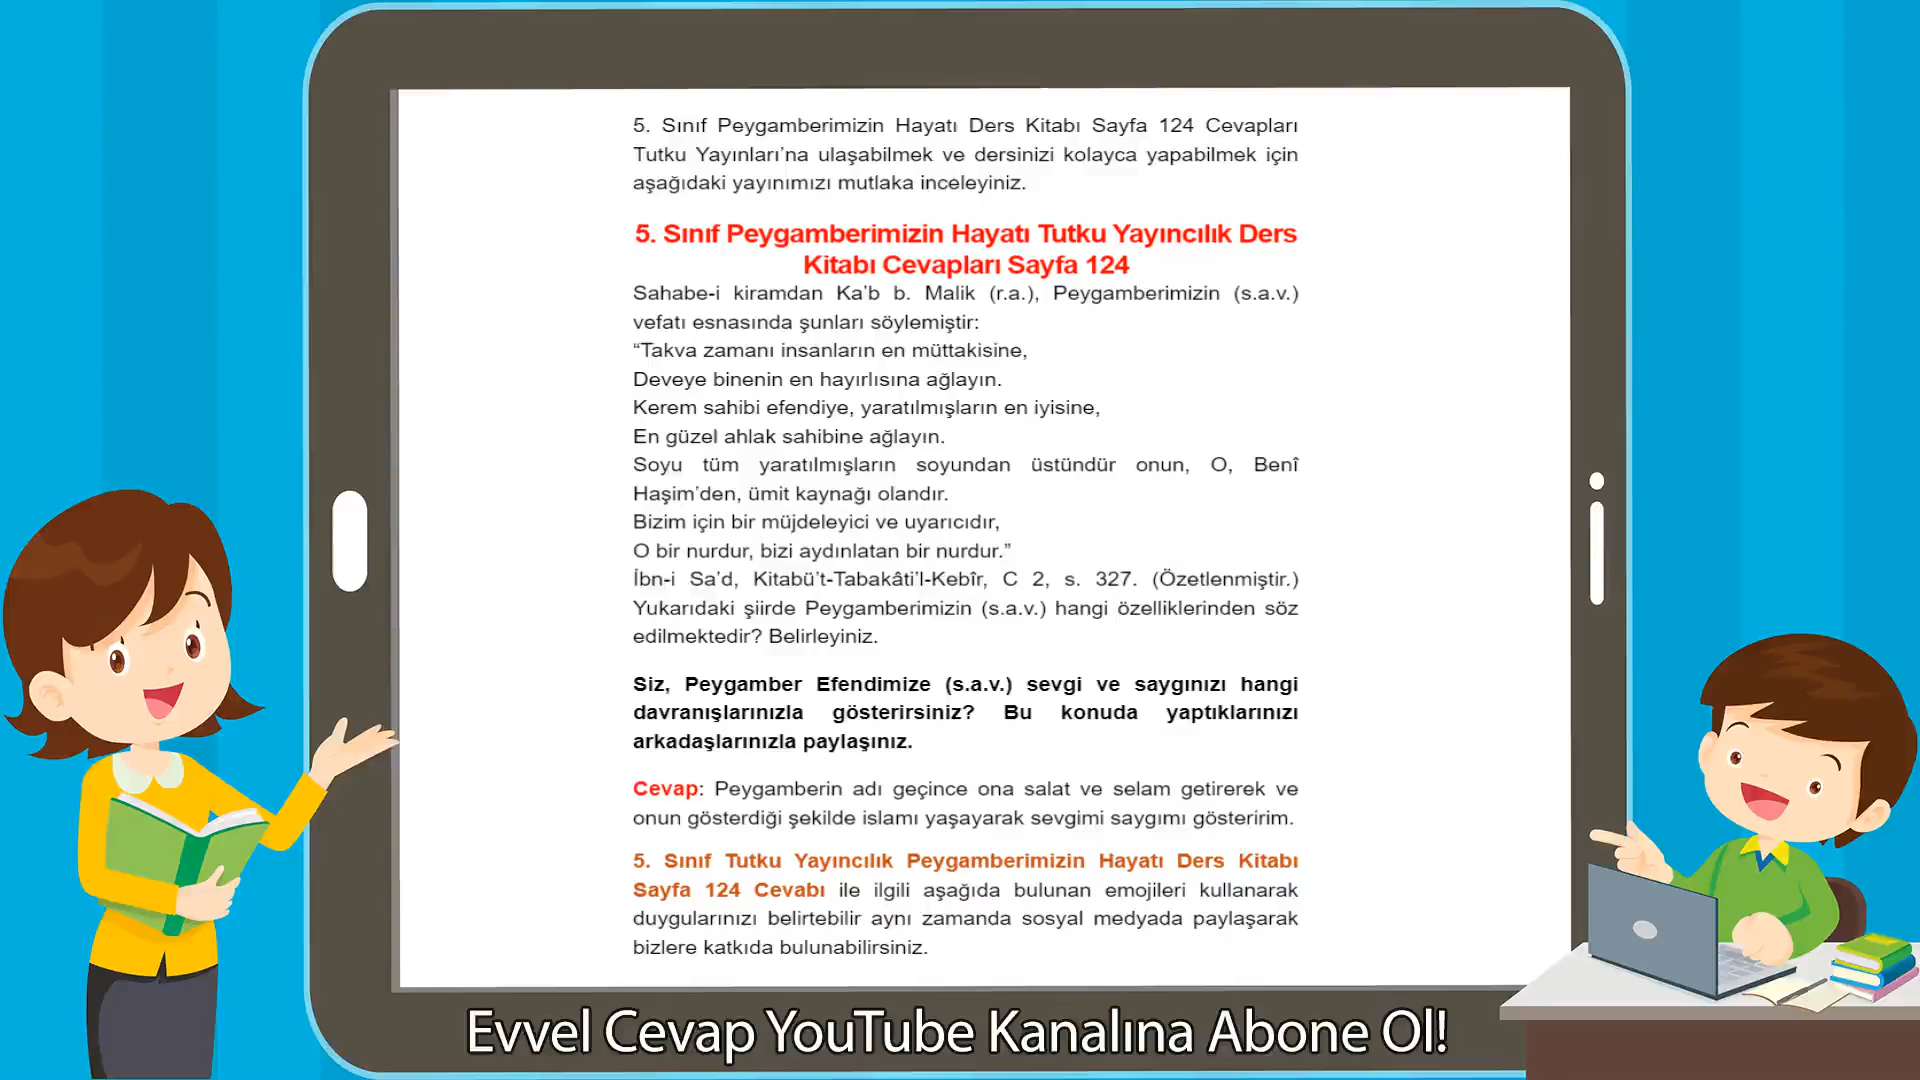 5. Sınıf Peygamberimizin Hayatı Ders Kitabı Sayfa 124 Cevapları
Tutku Yayınları’na ulaşabilmek ve dersinizi kolayca yapabilmek için
aşağıdaki yayınımızı mutlaka inceleyiniz.
5. Sınıf Peygamberimizin Hayatı Tutku Yayıncılık Ders
Kitabı Cevapları Sayfa 124
Sahabe-i kiramdan Ka’b b. Malik (r.a.), Peygamberimizin (s.a.v.)
vefatı esnasında şunları söylemiştir:
“Takva zamanı insanların en müttakisine,
Deveye binenin en hayırlısına ağlayın.
Kerem sahibi efendiye, yaratılmışların en iyisine,
En güzel ahlak sahibine ağlayın.
Soyu tüm yaratılmışların soyundan üstündür onun, O, Benî
Haşim’den, ümit kaynağı olandır.
Bizim için bir müjdeleyici ve uyarıcıdır,
O bir nurdur, bizi aydınlatan bir nurdur.”
İbn-i Sa’d, Kitabü’t-Tabakâti’l-Kebîr, C 2, s. 327. (Özetlenmiştir.)
Yukarıdaki şiirde Peygamberimizin (s.a.v.) hangi özelliklerinden söz
edilmektedir? Belirleyiniz.
Siz, Peygamber Efendimize (s.a.v.) sevgi ve saygınızı hangi
davranışlarınızla gösterirsiniz? Bu konuda yaptıklarınızı
arkadaşlarınızla paylaşınız.
Cevap: Peygamberin adı geçince ona salat ve selam getirerek ve
onun gösterdiği şekilde islamı yaşayarak sevgimi saygımı gösteririm.
5. Sınıf Tutku Yayıncılık Peygamberimizin Hayatı Ders Kitabı
Sayfa 124 Cevabı ile ilgili aşağıda bulunan emojileri kullanarak
duygularınızı belirtebilir aynı zamanda sosyal medyada paylaşarak
bizlere katkıda bulunabilirsiniz.
Evvel Cevap YouTube Kanalına Abone Ol!